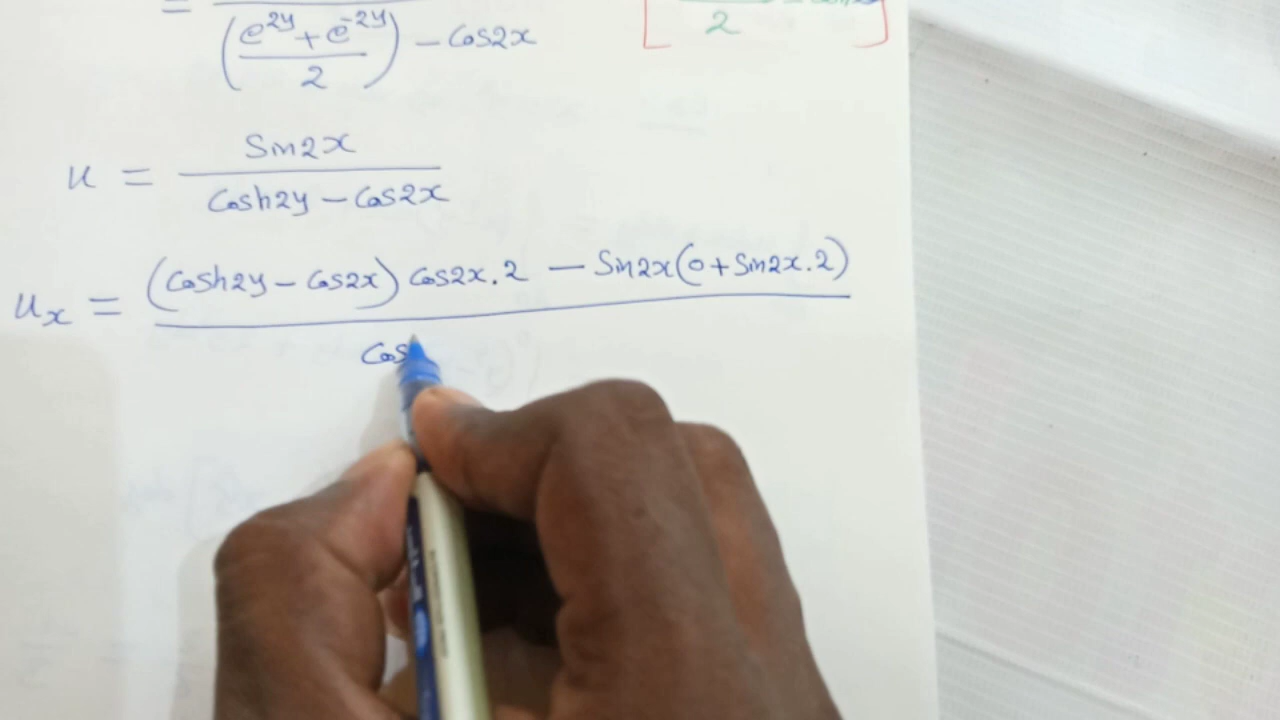 = (e^{2y} + e^{-2y} / 2) - Cos2x [ 2 ]
u = Sin2x / Cosh2y - Cos2x
u_x = (Cosh2y - Cos2x) Cos2x.2 - Sin2x(0 + Sin2x.2)
Cos